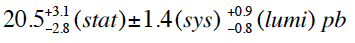 20.5 +3.1 -2.8 (stat) ± 1.4 (sys) +0.9 -0.8 (lumi) pb